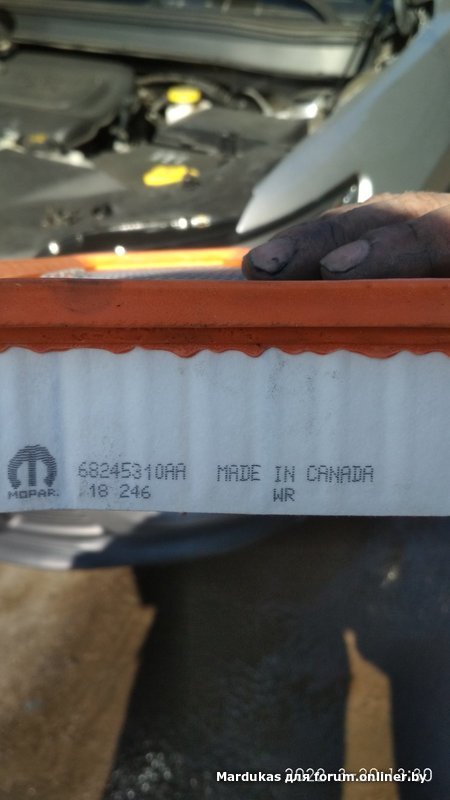 68245310AA MADE IN CANADA
MOPAR. 18 246 WR
Mardukas для forum.onliner.by